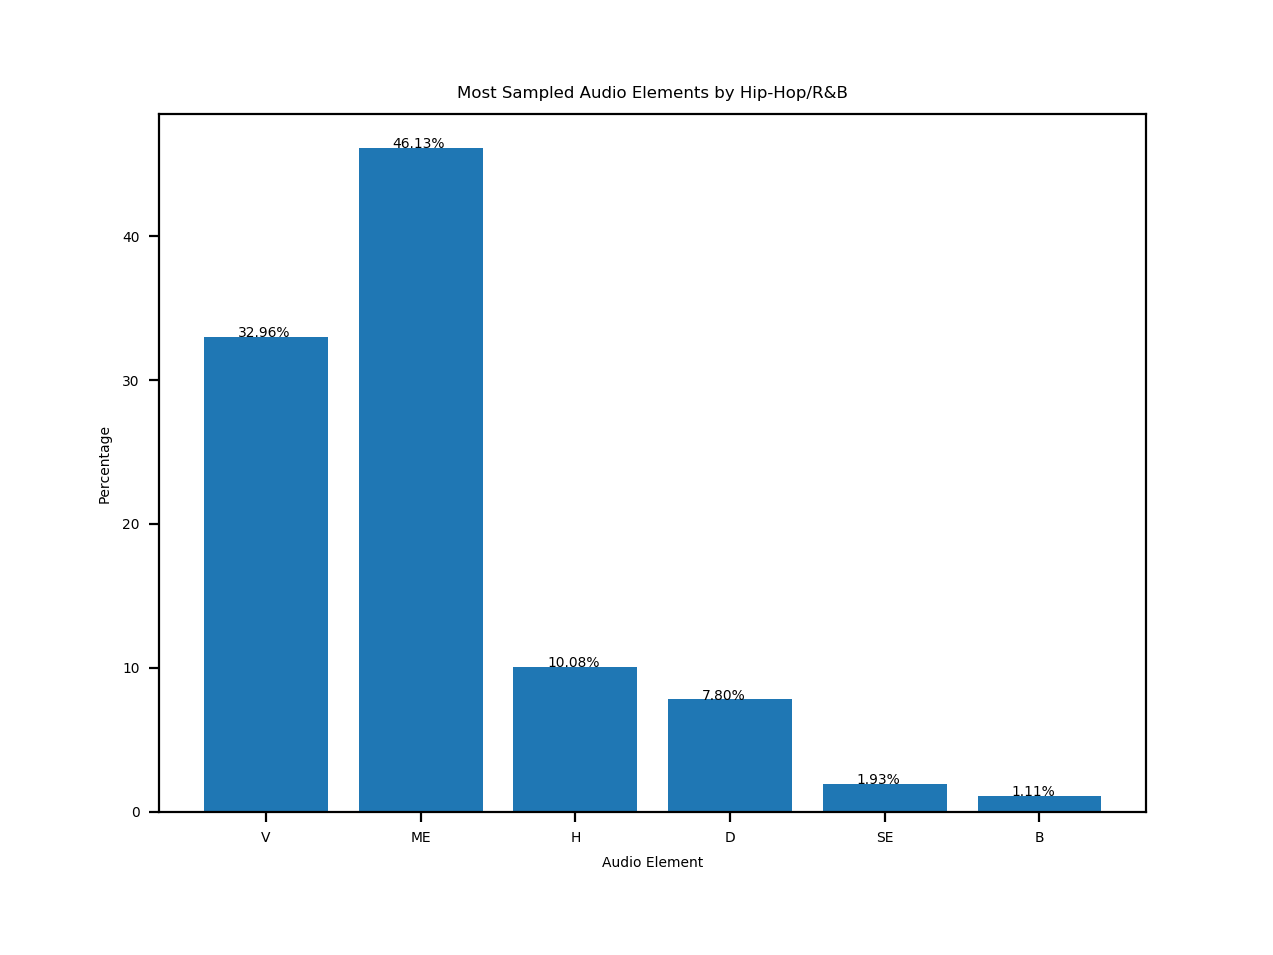 Most Sampled Audio Elements by Hip-Hop/R&B
46.13%
40
32.96%
30
Percentage
20
10.08%
10
7.80%
1.93%
1.11%
0
V ME H D SE B
Audio Element